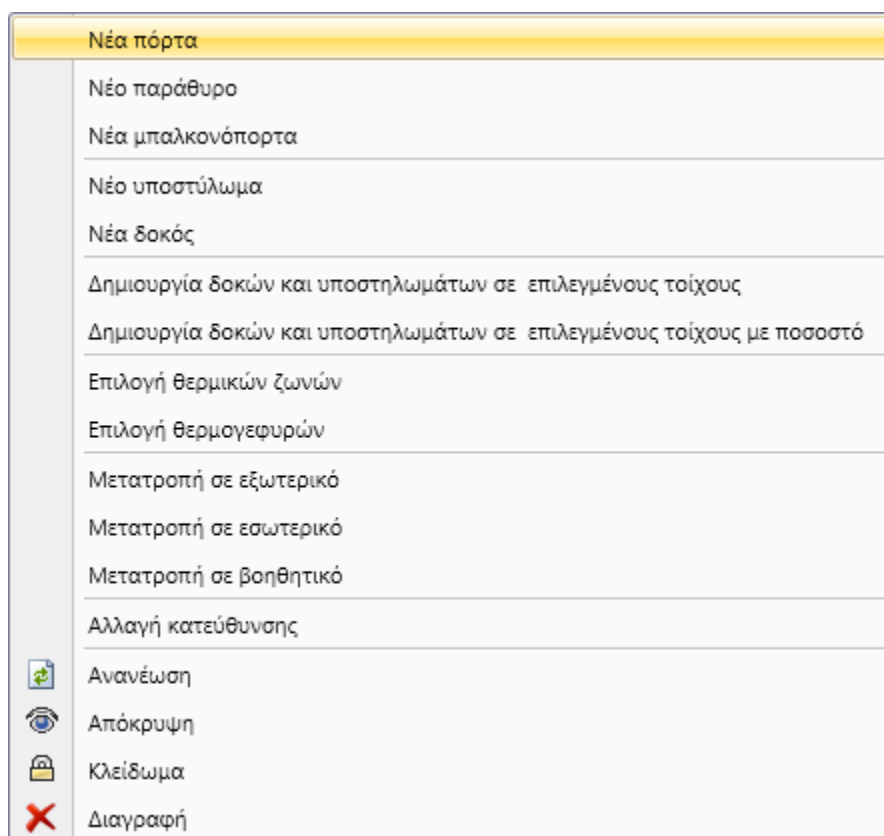 Νέα πόρτα
Νέο παράθυρο
Νέα μπαλκονόπορτα
Νέο υποστύλωμα
Νέα δοκός
Δημιουργία δοκών και υποστηλωμάτων σε  επιλεγμένους τοίχους
Δημιουργία δοκών και υποστηλωμάτων σε  επιλεγμένους τοίχους με ποσοστό
Επιλογή θερμικών ζωνών
Επιλογή θερμογεφυρών
Μετατροπή σε εξωτερικό
Μετατροπή σε εσωτερικό
Μετατροπή σε βοηθητικό
Αλλαγή κατεύθυνσης
Ανανέωση
Απόκρυψη
Κλείδωμα
Διαγραφή